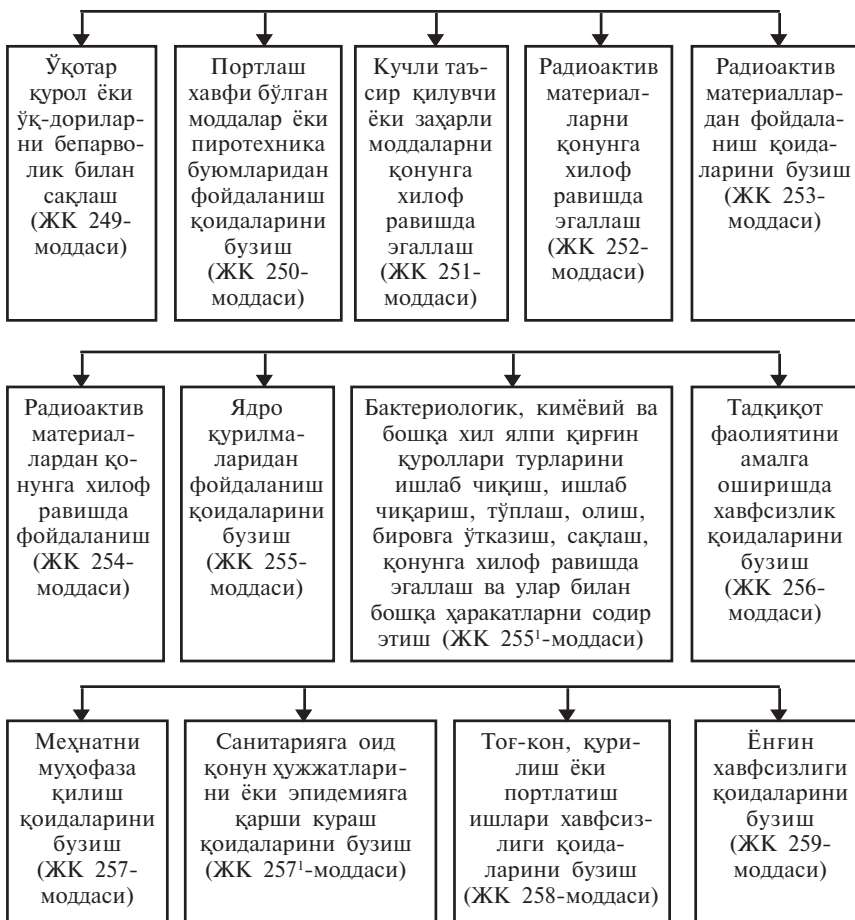 Ўқотар
қурол ёки
ўқ-дорилар-
ни бепарво-
лик билан
сақлаш
(ЖК 249-
моддаси)
Портлаш
хавфи бўлган
моддалар ёки
пиротехника
буюмларидан
фойдаланиш
қоидаларини
бузиш
(ЖК 250-
моддаси)
Кучли таъ-
сир қилувчи
ёки заҳарли
моддаларни
қонунга
хилоф
равишда
эгаллаш
(ЖК 251-
моддаси)
Радиоактив
материал-
ларни
қонунга
хилоф
равишда
эгаллаш
(ЖК 252-
моддаси)
Радиоактив
материаллар-
дан фойдала-
ниш қоида-
ларини бузиш
(ЖК 253-
моддаси)
Радиоактив
материал-
лардан қо-
нунга хилоф
равишда
фойдаланиш
(ЖК 254-
моддаси)
Ядро
қурилма-
ларидан
фойдаланиш
қоидаларини
бузиш
(ЖК 255-
моддаси)
Бактериологик, кимёвий ва
бошқа хил ялпи қирғин
қуроллари турларини
ишлаб чиқиш, ишлаб
чиқариш, тўплаш, олиш,
бировга ўтказиш, сақлаш,
қонунга хилоф равишда
эгаллаш ва улар билан
бошқа ҳаракатларни содир
этиш (ЖК 255¹-моддаси)
Тадқиқот
фаолиятини
амалга
оширишда
хавфсизлик
қоидаларини
бузиш
(ЖК 256-
моддаси)
Меҳнатни
муҳофаза
қилиш
қоидаларини
бузиш
(ЖК 257-
моддаси)
Санитарияга оид
қонун ҳужжатлари-
ни ёки эпидемияга
қарши кураш
қоидаларини бузиш
(ЖК 257¹-моддаси)
Тоғ-кон, қури-
лиш ёки
портлатиш
ишлари хавфсиз-
лиги қоида-
ларини бузиш
(ЖК 258-моддаси)
Ёнғин
хавфсизлиги
қоидаларини
бузиш
(ЖК 259-
моддаси)